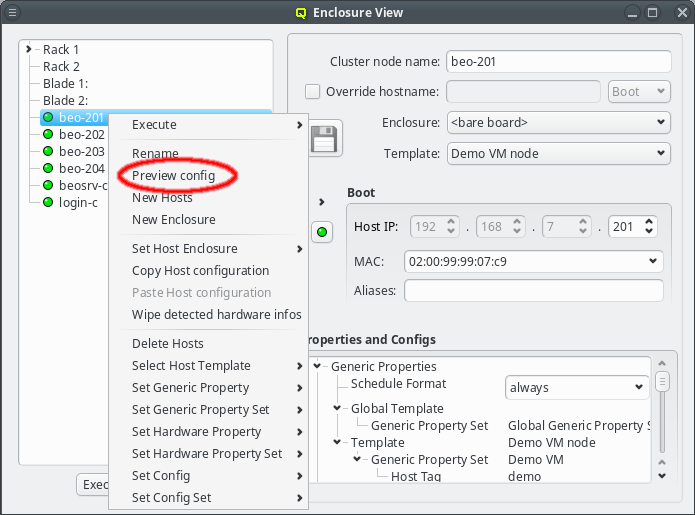 Enclosure View
Rack 1
Rack 2
Blade 1:
Blade 2:
beo-201
beo-202
beo-203
beo-204
beosrv-c
login-c
Execute
Rename
Preview config
New Hosts
New Enclosure
Set Host Enclosure
Copy Host configuration
Paste Host configuration
Wipe detected hardware infos
Delete Hosts
Select Host Template
Set Generic Property
Set Generic Property Set
Set Hardware Property
Set Hardware Property Set
Set Config
Set Config Set
Exec
Cluster node name: beo-201
Override hostname: Boot
Enclosure: <bare board>
Template: Demo VM node
Boot
Host IP: 192 . 168 . 7 . 201
MAC: 02:00:99:99:07:c9
Aliases:
roperties and Configs
Generic Properties
Schedule Format always
Global Template
Generic Property Set Global Generic Property S
Template Demo VM node
Generic Property Set Demo VM
Host Tag demo